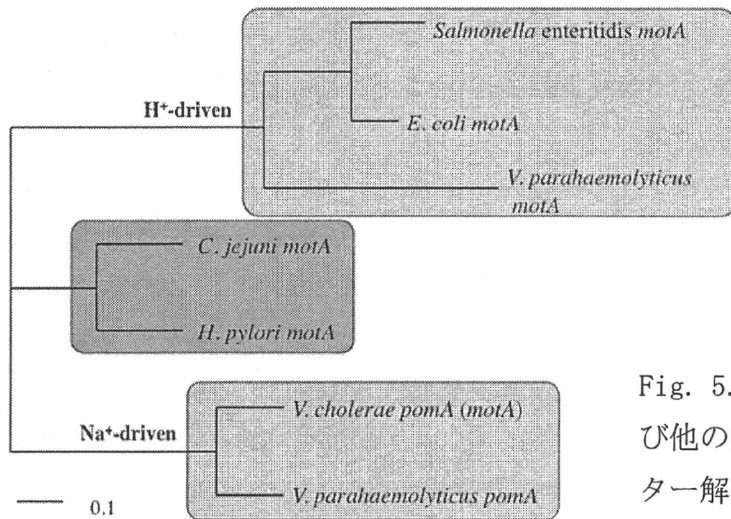 Salmonella enteritidis motA
H⁺-driven
E. coli motA
V. parahaemolyticus
motA
C. jejuni motA
H. pylori motA
V. cholerae pomA (motA)
Na⁺-driven
V. parahaemolyticus pomA
0.1
Fig. 5.
び他の
ター解